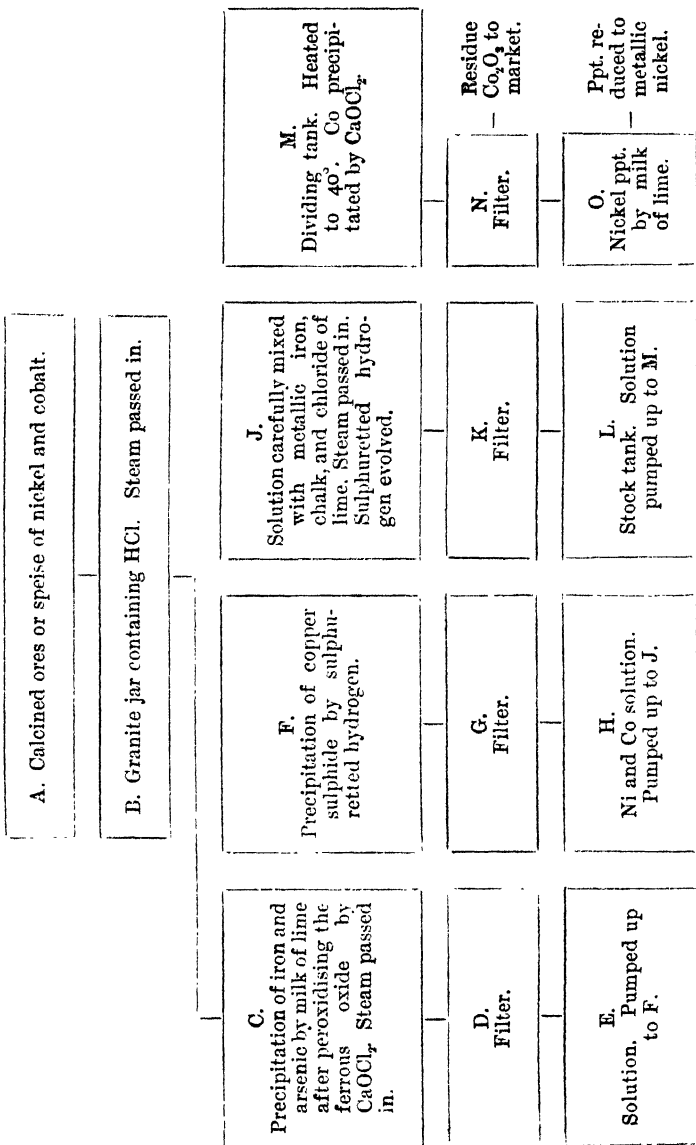 A. Calcined ores or speise of nickel and cobalt.
B. Granite jar containing HCl. Steam passed in.
C.
Precipitation of iron and
arsenic by milk of lime
after peroxidising the
ferrous oxide by
CaOCl₂. Steam passed
in.
D.
Filter.
E.
Solution. Pumped up
to F.
F.
Precipitation of copper
sulphide by sulphu-
retted hydrogen.
G.
Filter.
H.
Ni and Co solution.
Pumped up to J.
J.
Solution carefully mixed
with metallic iron,
chalk, and chloride of
lime. Steam passed in.
Sulphuretted hydro-
gen evolved.
K.
Filter.
L.
Stock tank. Solution
pumped up to M.
M.
Dividing tank. Heated
to 40°. Co precipi-
tated by CaOCl₂.
N.
Filter.
Residue
Co₂O₃ to
market.
O.
Nickel ppt.
by milk
of lime.
Ppt. re-
duced to
metallic
nickel.